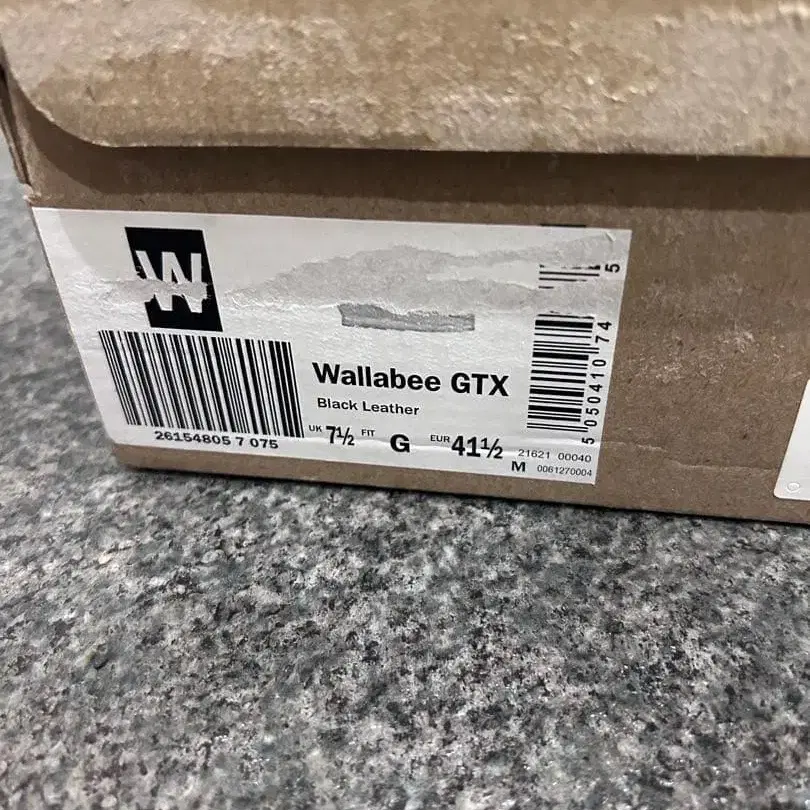 W
Wallabee GTX
Black Leather
UK 7½ FIT G EUR 41½
26154805 7 075
21621 00040
M 0061270004
5 050410 74
5